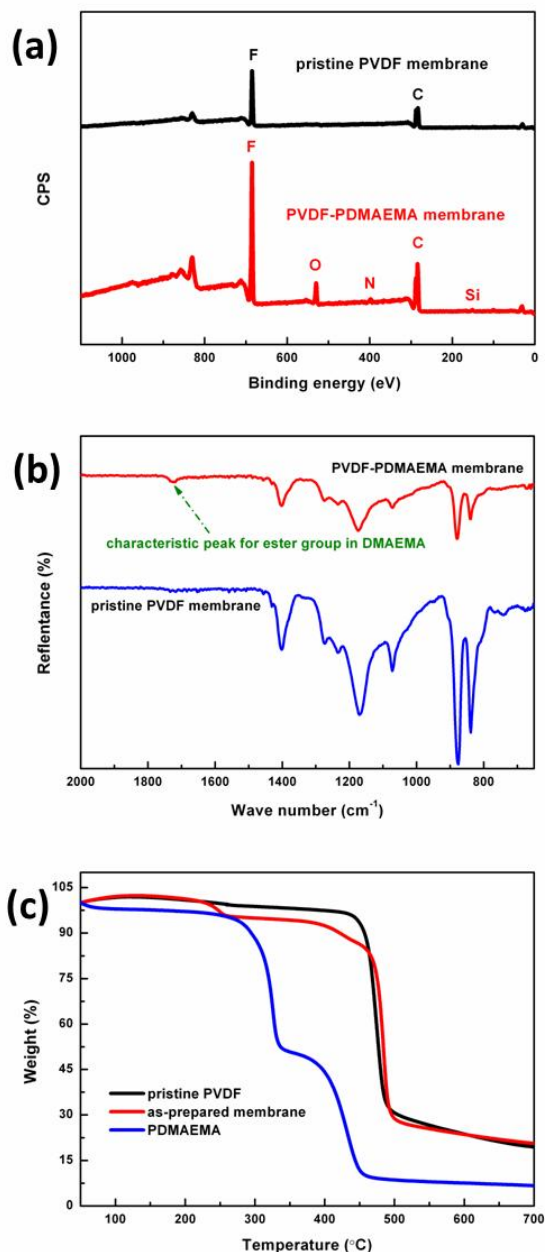 (a)
pristine PVDF membrane
F
C
F
PVDF-PDMAEMA membrane
C
O
N
Si
CPS
1000 800 600 400 200 0
Binding energy (eV)
(b)
PVDF-PDMAEMA membrane
characteristic peak for ester group in DMAEMA
pristine PVDF membrane
Reflentance (%)
2000 1800 1600 1400 1200 1000 800
Wave number (cm⁻¹)
(c)
105
90
75
60
45
30
15
0
Weight (%)
pristine PVDF
as-prepared membrane
PDMAEMA
100 200 300 400 500 600 700
Temperature (°C)